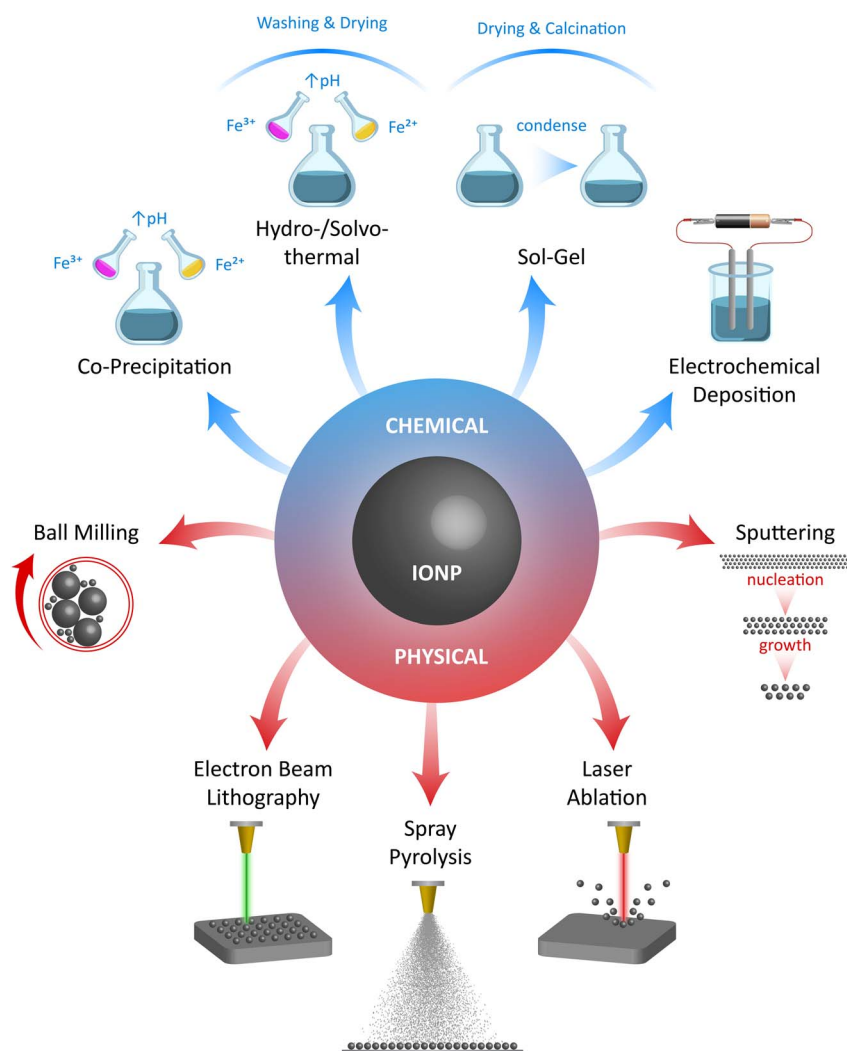 Washing & Drying
Drying & Calcination
↑pH
Fe³⁺
Fe²⁺
condense
Hydro-/Solvo-
thermal
Sol-Gel
↑pH
Fe³⁺
Fe²⁺
Co-Precipitation
Electrochemical
Deposition
CHEMICAL
IONP
PHYSICAL
Ball Milling
Sputtering
nucleation
growth
Electron Beam
Lithography
Spray
Pyrolysis
Laser
Ablation